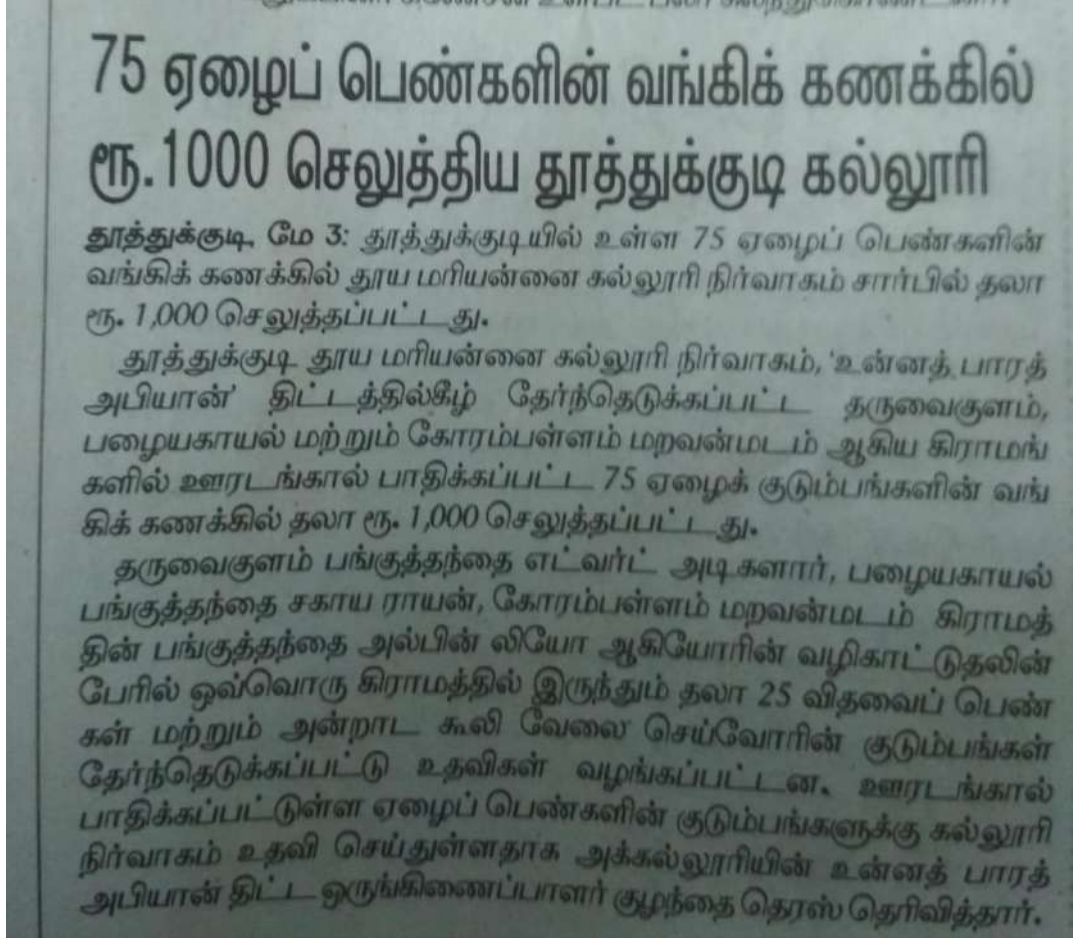 75 ஏழைப் பெண்களின் வங்கிக் கணக்கில்
ரூ.1000 செலுத்திய தூத்துக்குடி கல்லூரி
தூத்துக்குடி, மே 3: தூத்துக்குடியில் உள்ள 75 ஏழைப் பெண்களின்
வங்கிக் கணக்கில் தூய மரியன்னை கல்லூரி நிர்வாகம் சார்பில் தலா
ரூ. 1,000 செலுத்தப்பட்டது.
தூத்துக்குடி தூய மரியன்னை கல்லூரி நிர்வாகம், 'உன்னத் பாரத்
அபியான்' திட்டத்தில்கீழ் தேர்ந்தெடுக்கப்பட்ட தருவைகுளம்,
பழையகாயல் மற்றும் கோரம்பள்ளம் மறவன்மடம் ஆகிய கிராமங்
களில் ஊரடங்கால் பாதிக்கப்பட்ட 75 ஏழைக் குடும்பங்களின் வங்
கிக் கணக்கில் தலா ரூ. 1,000 செலுத்தப்பட்டது.
தருவைகுளம் பங்குத்தந்தை எட்வர்ட் அடிகளார், பழையகாயல்
பங்குத்தந்தை சகாய ராயன், கோரம்பள்ளம் மறவன்மடம் கிராமத்
தின் பங்குத்தந்தை அல்பின் லியோ ஆகியோரின் வழிகாட்டுதலின்
பேரில் ஒவ்வொரு கிராமத்தில் இருந்தும் தலா 25 விதவைப் பெண்
கள் மற்றும் அன்றாட கூலி வேலை செய்வோரின் குடும்பங்கள்
தேர்ந்தெடுக்கப்பட்டு உதவிகள் வழங்கப்பட்டன. ஊரடங்கால்
பாதிக்கப்பட்டுள்ள ஏழைப் பெண்களின் குடும்பங்களுக்கு கல்லூரி
நிர்வாகம் உதவி செய்துள்ளதாக அக்கல்லூரியின் உன்னத் பாரத்
அபியான் திட்ட ஒருங்கிணைப்பாளர் குழந்தை தெரஸ் தெரிவித்தார்.